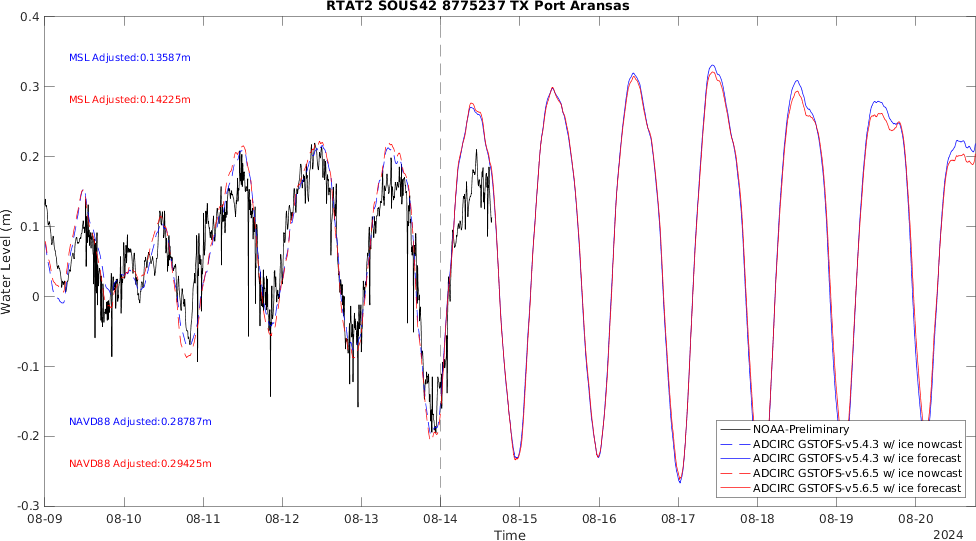 RTAT2 SOUS42 8775237 TX Port Aransas
0.4
0.3
0.2
0.1
0
-0.1
-0.2
-0.3
Water Level (m)
MSL Adjusted:0.13587m
MSL Adjusted:0.14225m
NAVD88 Adjusted:0.28787m
NAVD88 Adjusted:0.29425m
NOAA-Preliminary
ADCIRC GSTOFS-v5.4.3 w/ ice nowcast
ADCIRC GSTOFS-v5.4.3 w/ ice forecast
ADCIRC GSTOFS-v5.6.5 w/ ice nowcast
ADCIRC GSTOFS-v5.6.5 w/ ice forecast
08-09 08-10 08-11 08-12 08-13 08-14 08-15 08-16 08-17 08-18 08-19 08-20
Time
2024